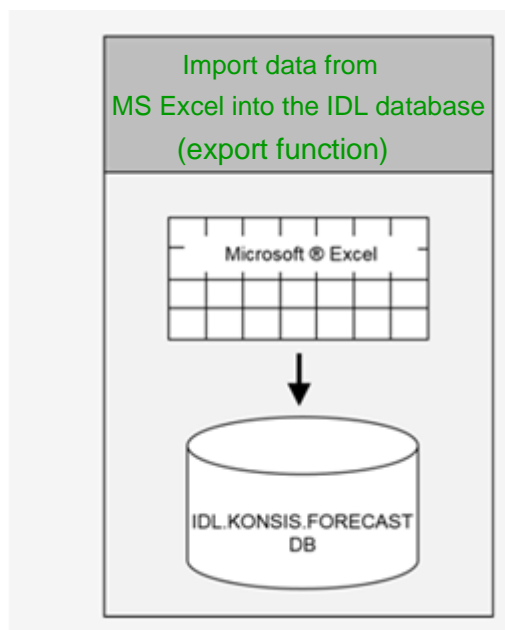 Import data from
MS Excel into the IDL database
(export function)
Microsoft ® Excel
IDL.KONSIS.FORECAST
DB